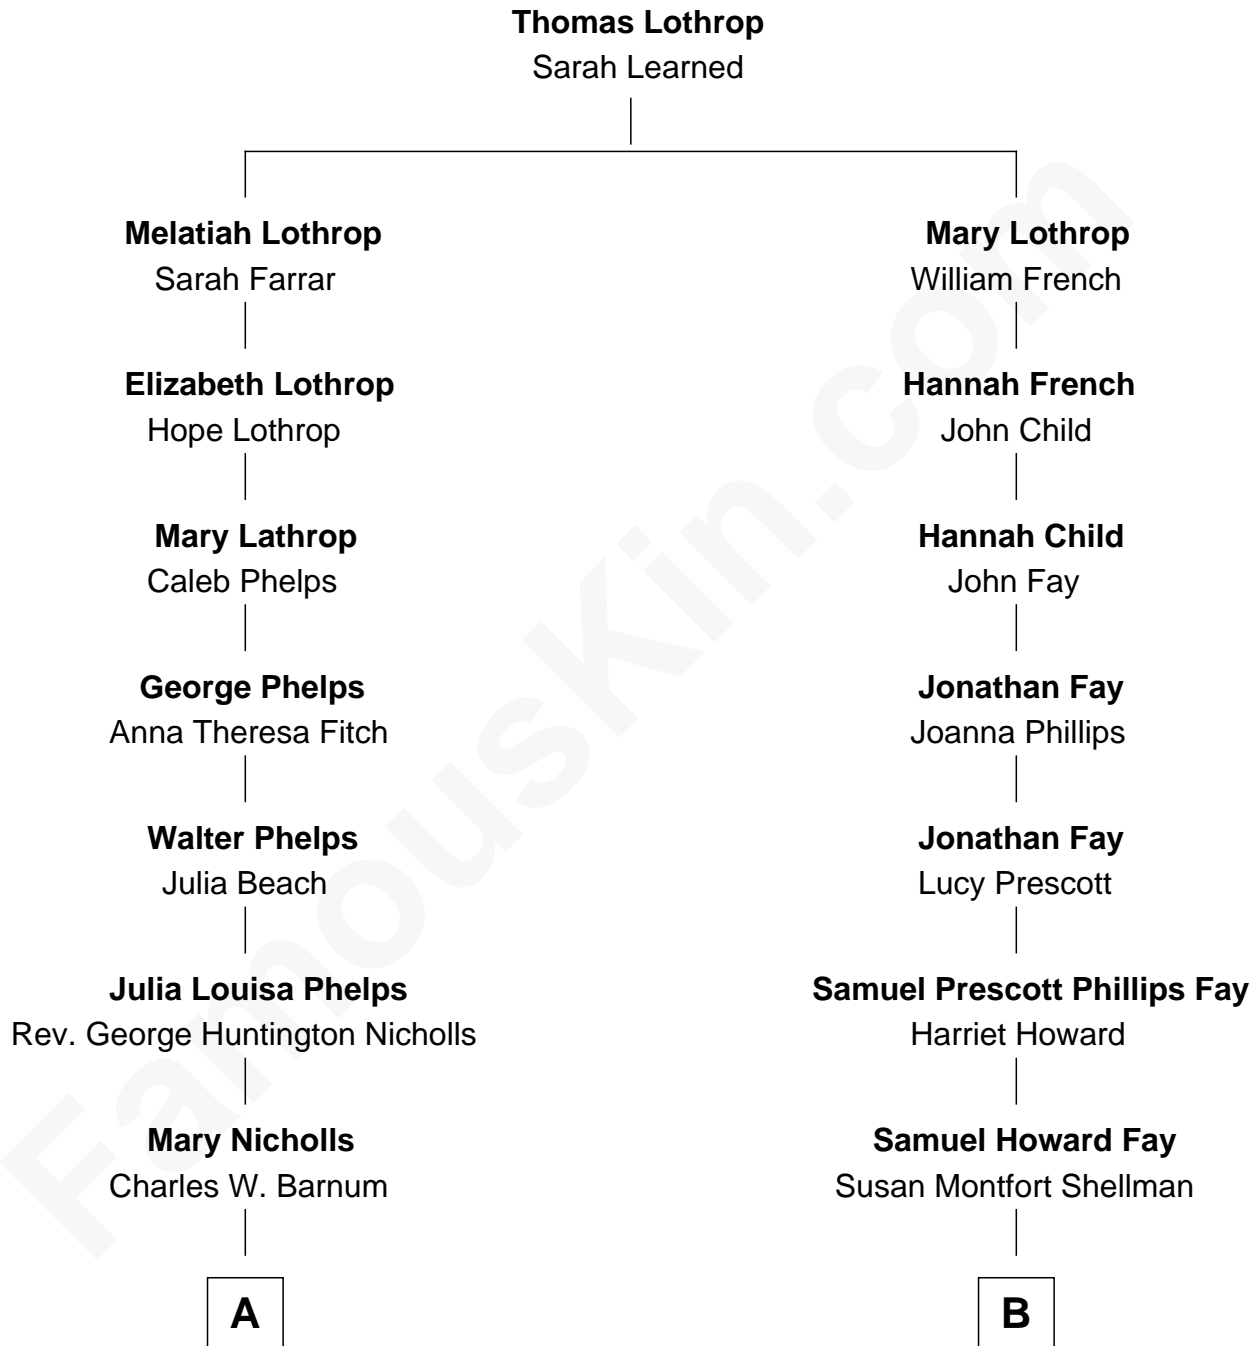 Thomas Lothrop
Sarah Learned
Melatiah Lothrop
Sarah Farrar
Mary Lothrop
William French
Elizabeth Lothrop
Hope Lothrop
Hannah French
John Child
Mary Lathrop
Caleb Phelps
Hannah Child
John Fay
George Phelps
Anna Theresa Fitch
Jonathan Fay
Joanna Phillips
Walter Phelps
Julia Beach
Jonathan Fay
Lucy Prescott
Julia Louisa Phelps
Rev. George Huntington Nicholls
Samuel Prescott Phillips Fay
Harriet Howard
Mary Nicholls
Charles W. Barnum
Samuel Howard Fay
Susan Montfort Shellman
A
B
FamousKin.com